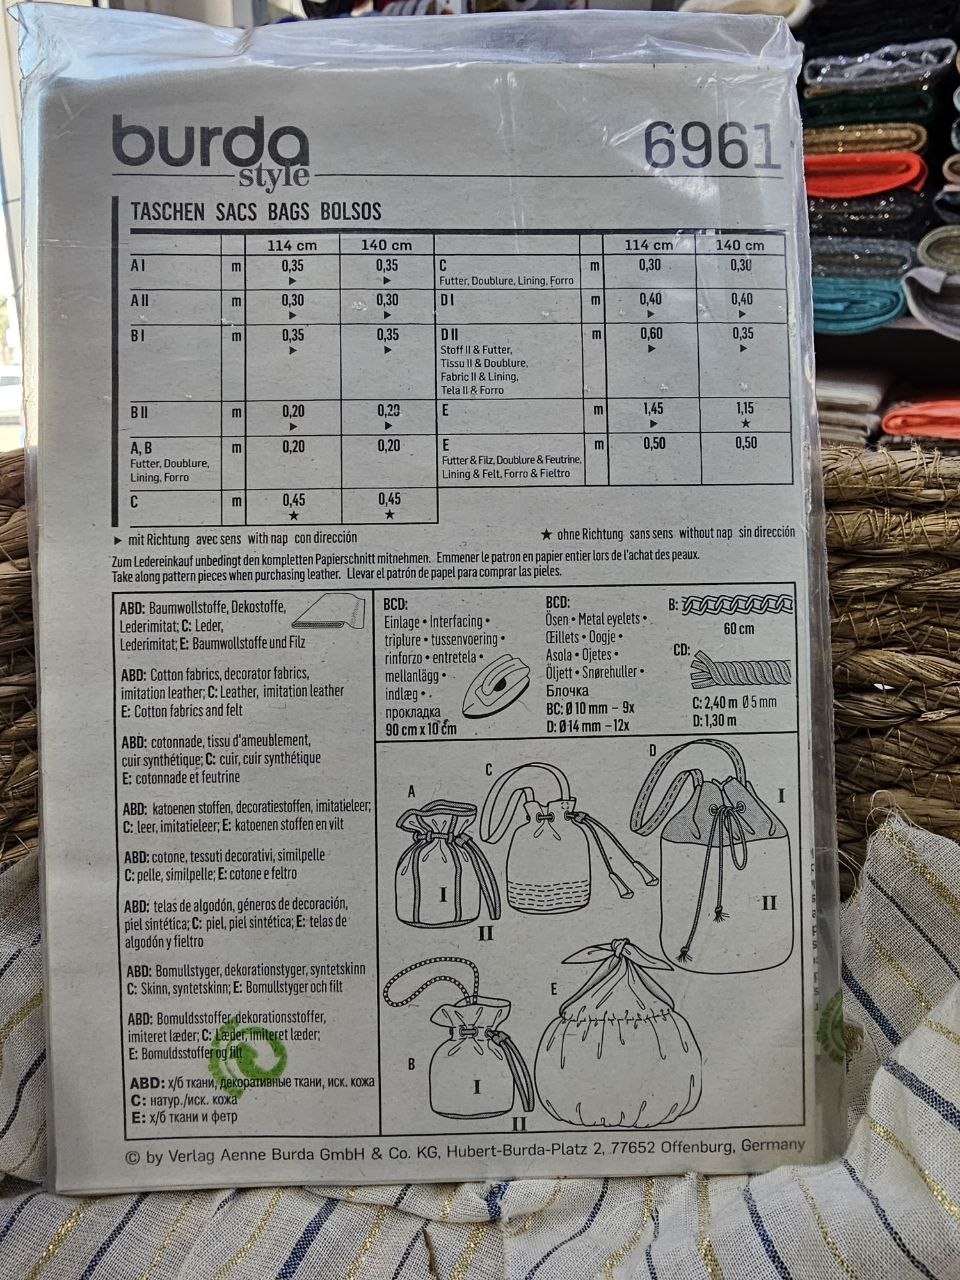 burda
style
6961
TASCHEN SACS BAGS BOLSOS
114 cm 140 cm 114 cm 140 cm
A I m 0,35 0,35
C m 0,30 0,30
Futter, Doublure, Lining, Forro
A II m 0,30 0,30
D I m 0,40 0,40
B I m 0,35 0,35
D II m 0,60 0,35
Stoff II & Futter,
Tissu II & Doublure,
Fabric II & Lining,
Tela II & Forro
B II m 0,20 0,20
E m 1,45 1,15
A, B m 0,20 0,20
Futter, Doublure,
Lining, Forro
E m 0,50 0,50
Futter & Filz, Doublure & Feutrine,
Lining & Felt, Forro & Fieltro
C m 0,45 0,45
▶ mit Richtung avec sens with nap con dirección
★ ohne Richtung sans sens without nap sin dirección
Zum Ledereinkauf unbedingt den kompletten Papierschnitt mitnehmen. Emmener le patron en papier entier lors de l'achat des peaux.
Take along pattern pieces when purchasing leather. Llevar el patrón de papel para comprar las pieles.
ABD: Baumwollstoffe, Dekostoffe,
Lederimitat; C: Leder,
Lederimitat; E: Baumwollstoffe und Filz
ABD: Cotton fabrics, decorator fabrics,
imitation leather; C: Leather, imitation leather
E: Cotton fabrics and felt
ABD: cotonnade, tissu d'ameublement,
cuir synthétique; C: cuir, cuir synthétique
E: cotonnade et feutrine
ABD: katoenen stoffen, decoratiestoffen, imitatieleer;
C: leer, imitatieleer; E: katoenen stoffen en vilt
ABD: cotone, tessuti decorativi, similpelle
C: pelle, similpelle; E: cotone e feltro
ABD: telas de algodón, géneros de decoración,
piel sintética; C: piel, piel sintética; E: telas de
algodón y fieltro
ABD: Bomullstyger, dekorationstyger, syntetskinn
C: Skinn, syntetskinn; E: Bomullstyger och filt
ABD: Bomuldsstoffer, dekorationsstoffer,
imiteret læder; C: Læder, imiteret læder;
E: Bomuldsstoffer og filt
ABD: х/б ткани, декоративные ткани, иск. кожа
C: натур./иск. кожа
E: х/б ткани и фетр
BCD:
Einlage • Interfacing •
triplure • tussenvoering •
rinforzo • entretela •
mellanlägg •
indlæg •
прокладка
90 cm x 10 cm
BCD:
Ösen • Metal eyelets •
Œillets • Oogje •
Asola • Ojetes •
Öljett • Snørehuller •
Блочка
BC: Ø 10 mm – 9x
D: Ø 14 mm – 12x
B:
60 cm
CD:
C: 2,40 m Ø 5 mm
D: 1,30 m
A
I
II
C
D
I
II
B
I
II
E
© by Verlag Aenne Burda GmbH & Co. KG, Hubert-Burda-Platz 2, 77652 Offenburg, Germany